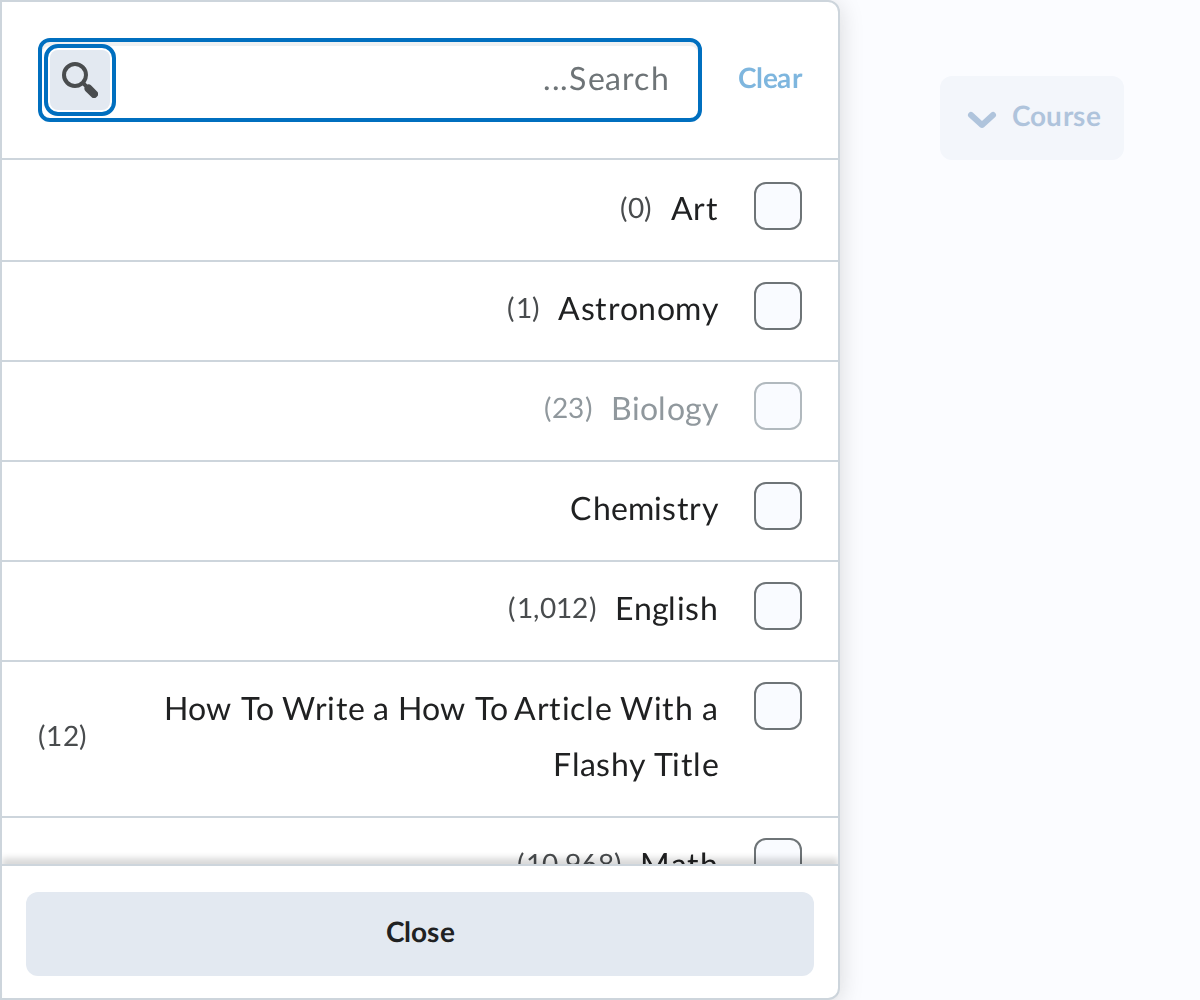 ...Search
Clear
Course
Art (0)
Astronomy (1)
Biology (23)
Chemistry
English (1,012)
How To Write a How To Article With a
Flashy Title
(12)
Math (10,968)
Close